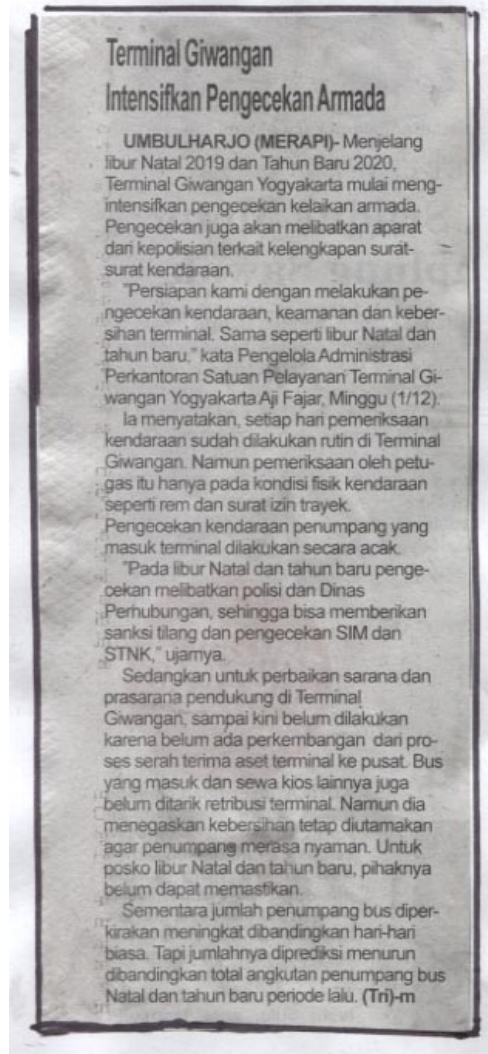 Terminal Giwangan
Intensifkan Pengecekan Armada
UMBULHARJO (MERAPI)- Menjelang
libur Natal 2019 dan Tahun Baru 2020,
Terminal Giwangan Yogyakarta mulai meng-
intensifkan pengecekan kelaikan armada.
Pengecekan juga akan melibatkan aparat
dari kepolisian terkait kelengkapan surat-
surat kendaraan.
"Persiapan kami dengan melakukan pe-
ngecekan kendaraan, keamanan dan keber-
sihan terminal. Sama seperti libur Natal dan
tahun baru," kata Pengelola Administrasi
Perkantoran Satuan Pelayanan Terminal Gi-
wangan Yogyakarta Aji Fajar, Minggu (1/12).
Ia menyatakan, setiap hari pemeriksaan
kendaraan sudah dilakukan rutin di Terminal
Giwangan. Namun pemeriksaan oleh petu-
gas itu hanya pada kondisi fisik kendaraan
seperti rem dan surat izin trayek.
Pengecekan kendaraan penumpang yang
masuk terminal dilakukan secara acak.
"Pada libur Natal dan tahun baru penge-
cekan melibatkan polisi dan Dinas
Perhubungan, sehingga bisa memberikan
sanksi tilang dan pengecekan SIM dan
STNK," ujarnya.
Sedangkan untuk perbaikan sarana dan
prasarana pendukung di Terminal
Giwangan, sampai kini belum dilakukan
karena belum ada perkembangan dari pro-
ses serah terima aset terminal ke pusat. Bus
yang masuk dan sewa kios lainnya juga
belum ditarik retribusi terminal. Namun dia
menegaskan kebersihan tetap diutamakan
agar penumpang merasa nyaman. Untuk
posko libur Natal dan tahun baru, pihaknya
belum dapat memastikan.
Sementara jumlah penumpang bus diper-
kirakan meningkat dibandingkan hari-hari
biasa. Tapi jumlahnya diprediksi menurun
dibandingkan total angkutan penumpang bus
Natal dan tahun baru periode lalu. (Tri)-m